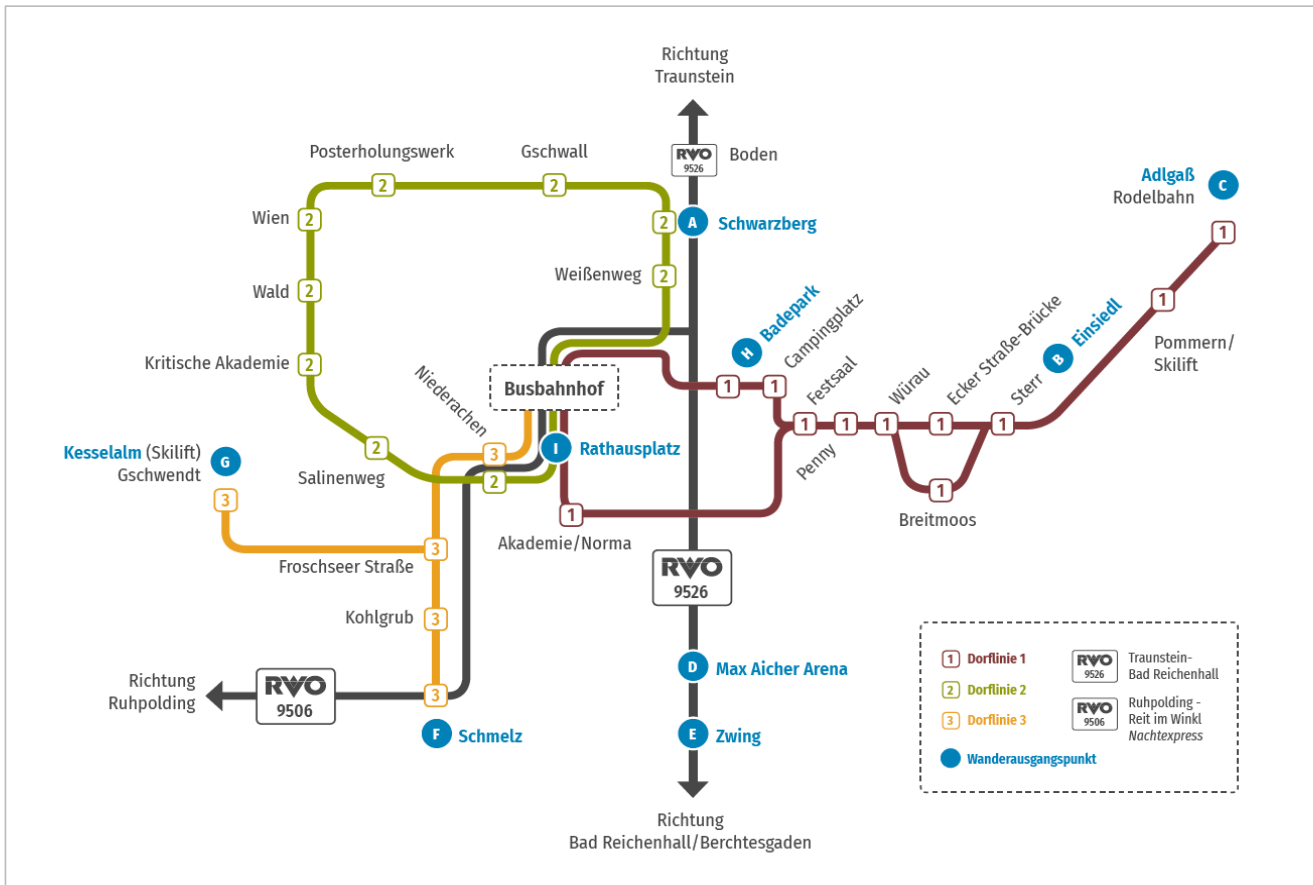 Richtung
Traunstein
RVO
9526
Boden
Posterholungswerk
Gschwall
2
2
Adlgaß
Rodelbahn
C
Wien
2
2
A
Schwarzberg
1
Weißenweg
2
Wald
2
1
Pommern/
Skilift
H
Badepark
Campingplatz
Festsaal
Würau
Ecker Straße-Brücke
Sterr
B
Einsiedl
Kritische Akademie
2
Niederachen
Busbahnhof
1
1
1
1
1
1
1
Penny
Kesselalm (Skilift)
Gschwendt
G
2
3
I
Rathausplatz
Salinenweg
2
3
1
Breitmoos
1
Akademie/Norma
3
Froschseer Straße
RVO
9526
Kohlgrub
3
D
Max Aicher Arena
Richtung
Ruhpolding
RVO
9506
3
F
Schmelz
E
Zwing
Richtung
Bad Reichenhall/Berchtesgaden
1
Dorflinie 1
2
Dorflinie 2
3
Dorflinie 3
Wanderausgangspunkt
RVO
9526
Traunstein-
Bad Reichenhall
RVO
9506
Ruhpolding -
Reit im Winkl
Nachtexpress